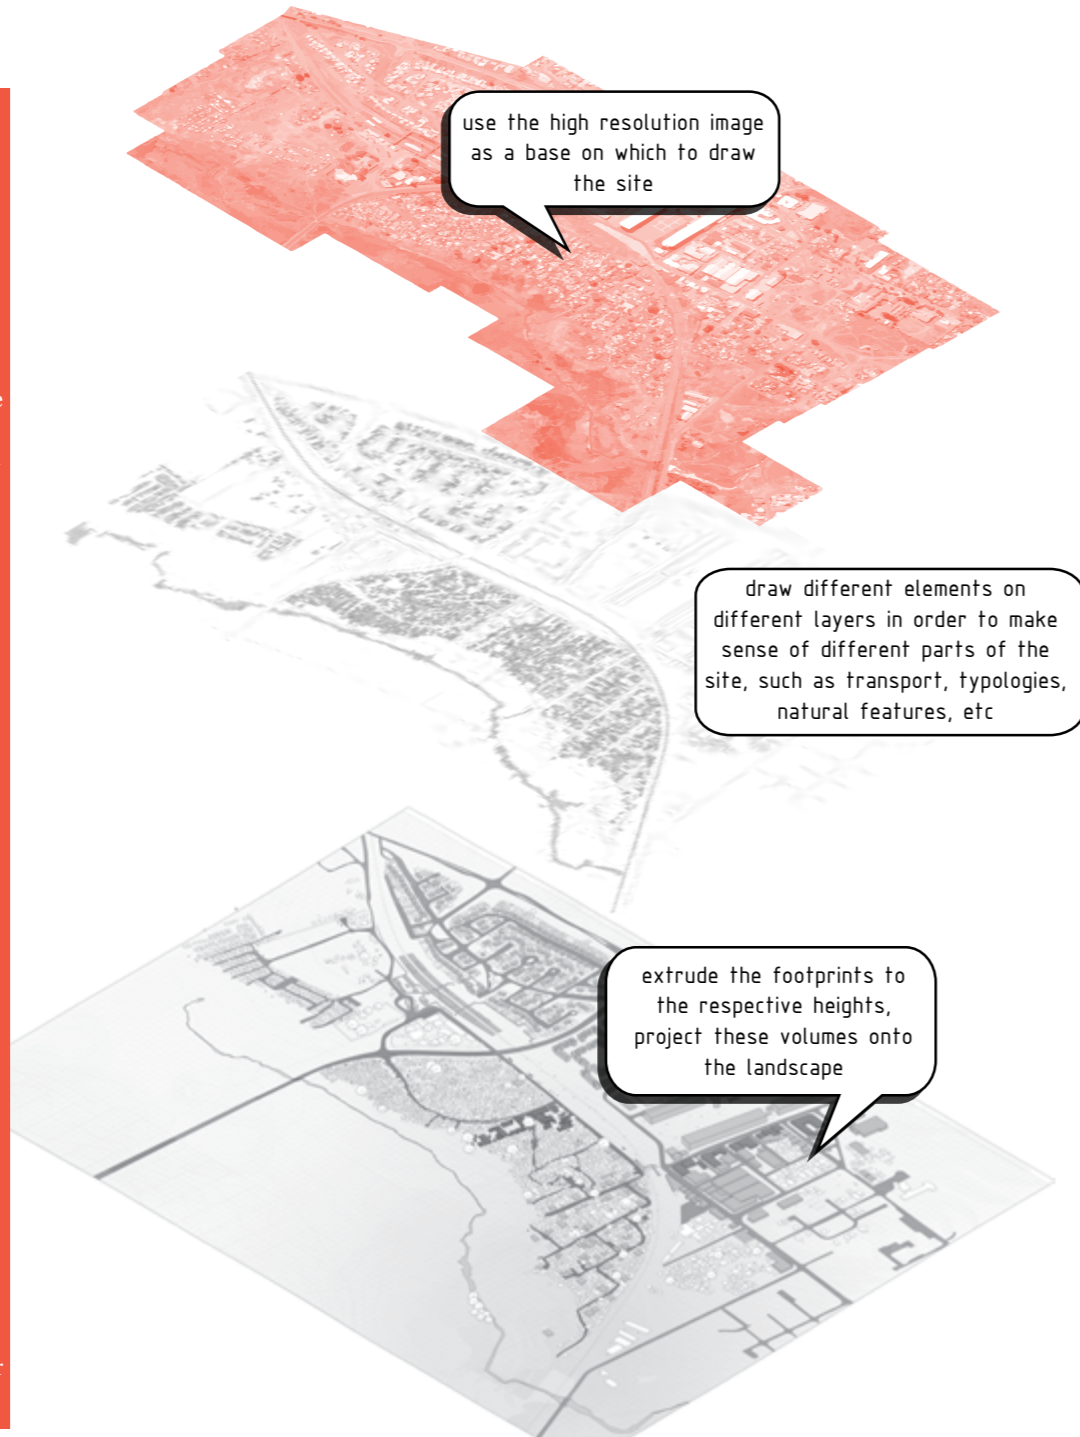 use the high resolution image
as a base on which to draw
the site
draw different elements on
different layers in order to make
sense of different parts of the
site, such as transport, typologies,
natural features, etc
extrude the footprints to
the respective heights,
project these volumes onto
the landscape